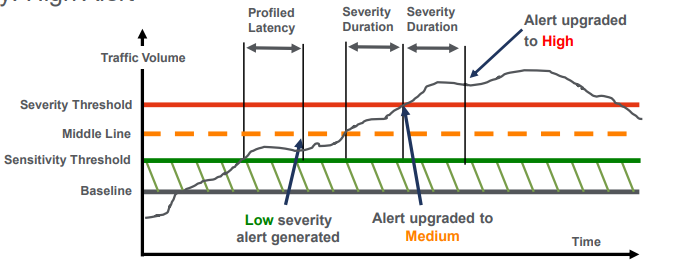 Profiled
Latency
Severity
Duration
Severity
Duration
Alert upgraded
to High
Traffic Volume
Severity Threshold
Middle Line
Sensitivity Threshold
Baseline
Low severity
alert generated
Alert upgraded to
Medium
Time